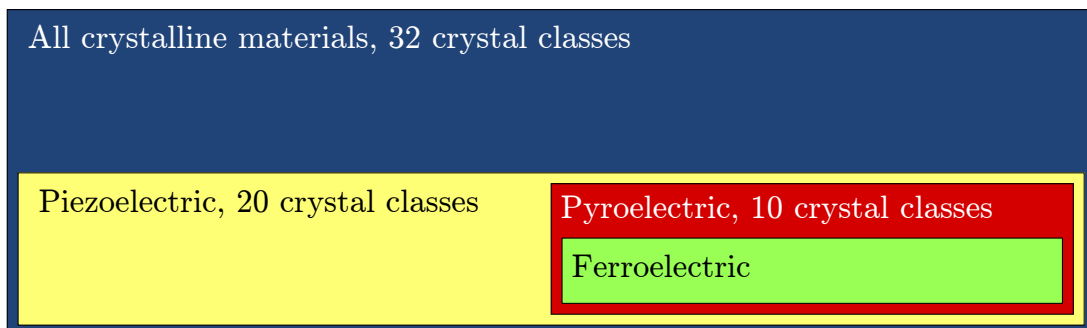 All crystalline materials, 32 crystal classes
Piezoelectric, 20 crystal classes
Pyroelectric, 10 crystal classes
Ferroelectric